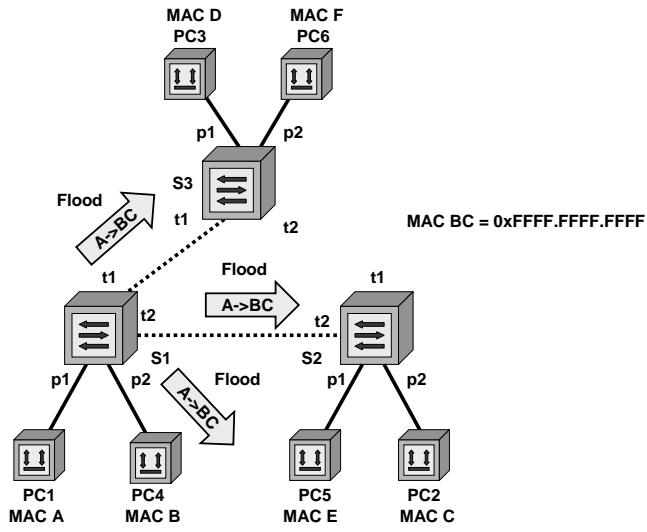 MAC D
PC3
MAC F
PC6
p1
p2
S3
Flood
A->BC
t1
t2
MAC BC = 0xFFFF.FFFF.FFFF
t1
Flood
A->BC
t1
t2
t2
S1
S2
p1
p2
Flood
A->BC
p1
p2
PC1
MAC A
PC4
MAC B
PC5
MAC E
PC2
MAC C